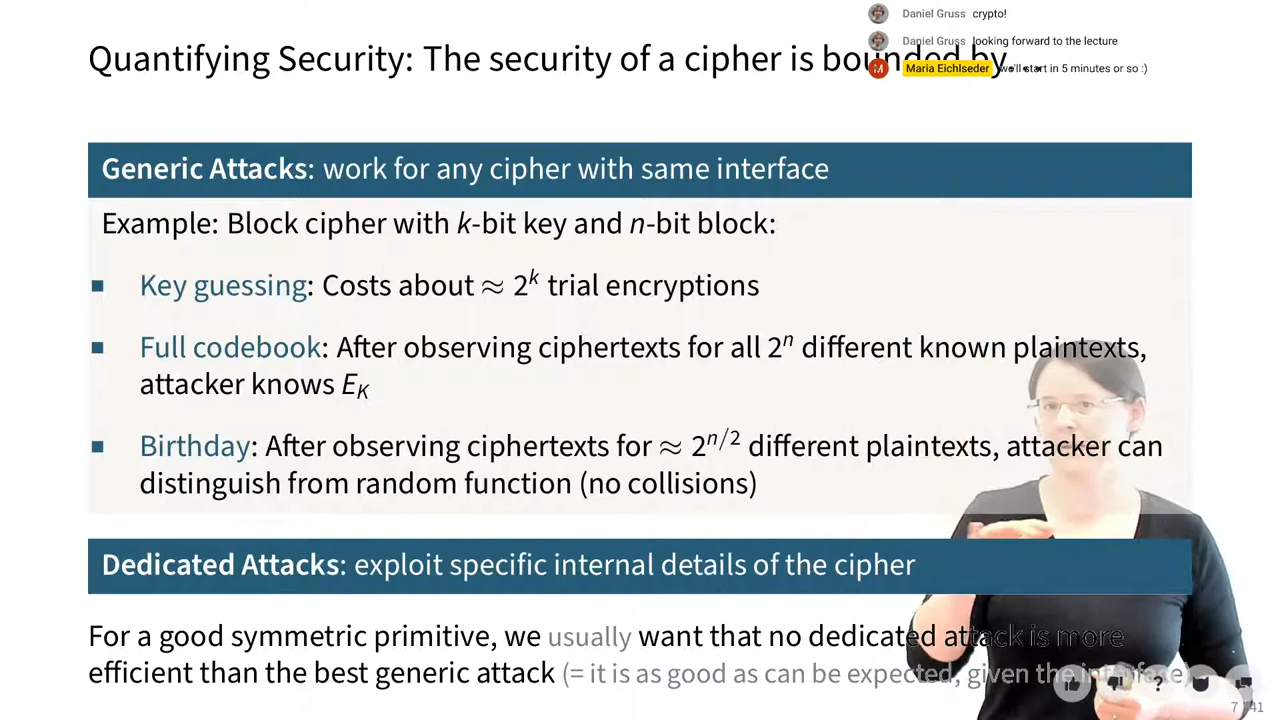 Daniel Gruss crypto!
Daniel Gruss looking forward to the lecture
Maria Eichlseder we'll start in 5 minutes or so :)
M
Quantifying Security: The security of a cipher is bounded by ...
Generic Attacks: work for any cipher with same interface
Example: Block cipher with k-bit key and n-bit block:
Key guessing: Costs about ≈ 2^k trial encryptions
Full codebook: After observing ciphertexts for all 2^n different known plaintexts,
attacker knows E_K
Birthday: After observing ciphertexts for ≈ 2^{n/2} different plaintexts, attacker can
distinguish from random function (no collisions)
Dedicated Attacks: exploit specific internal details of the cipher
For a good symmetric primitive, we usually want that no dedicated attack is more
efficient than the best generic attack (= it is as good as can be expected, given the interface)
?
7 / 41